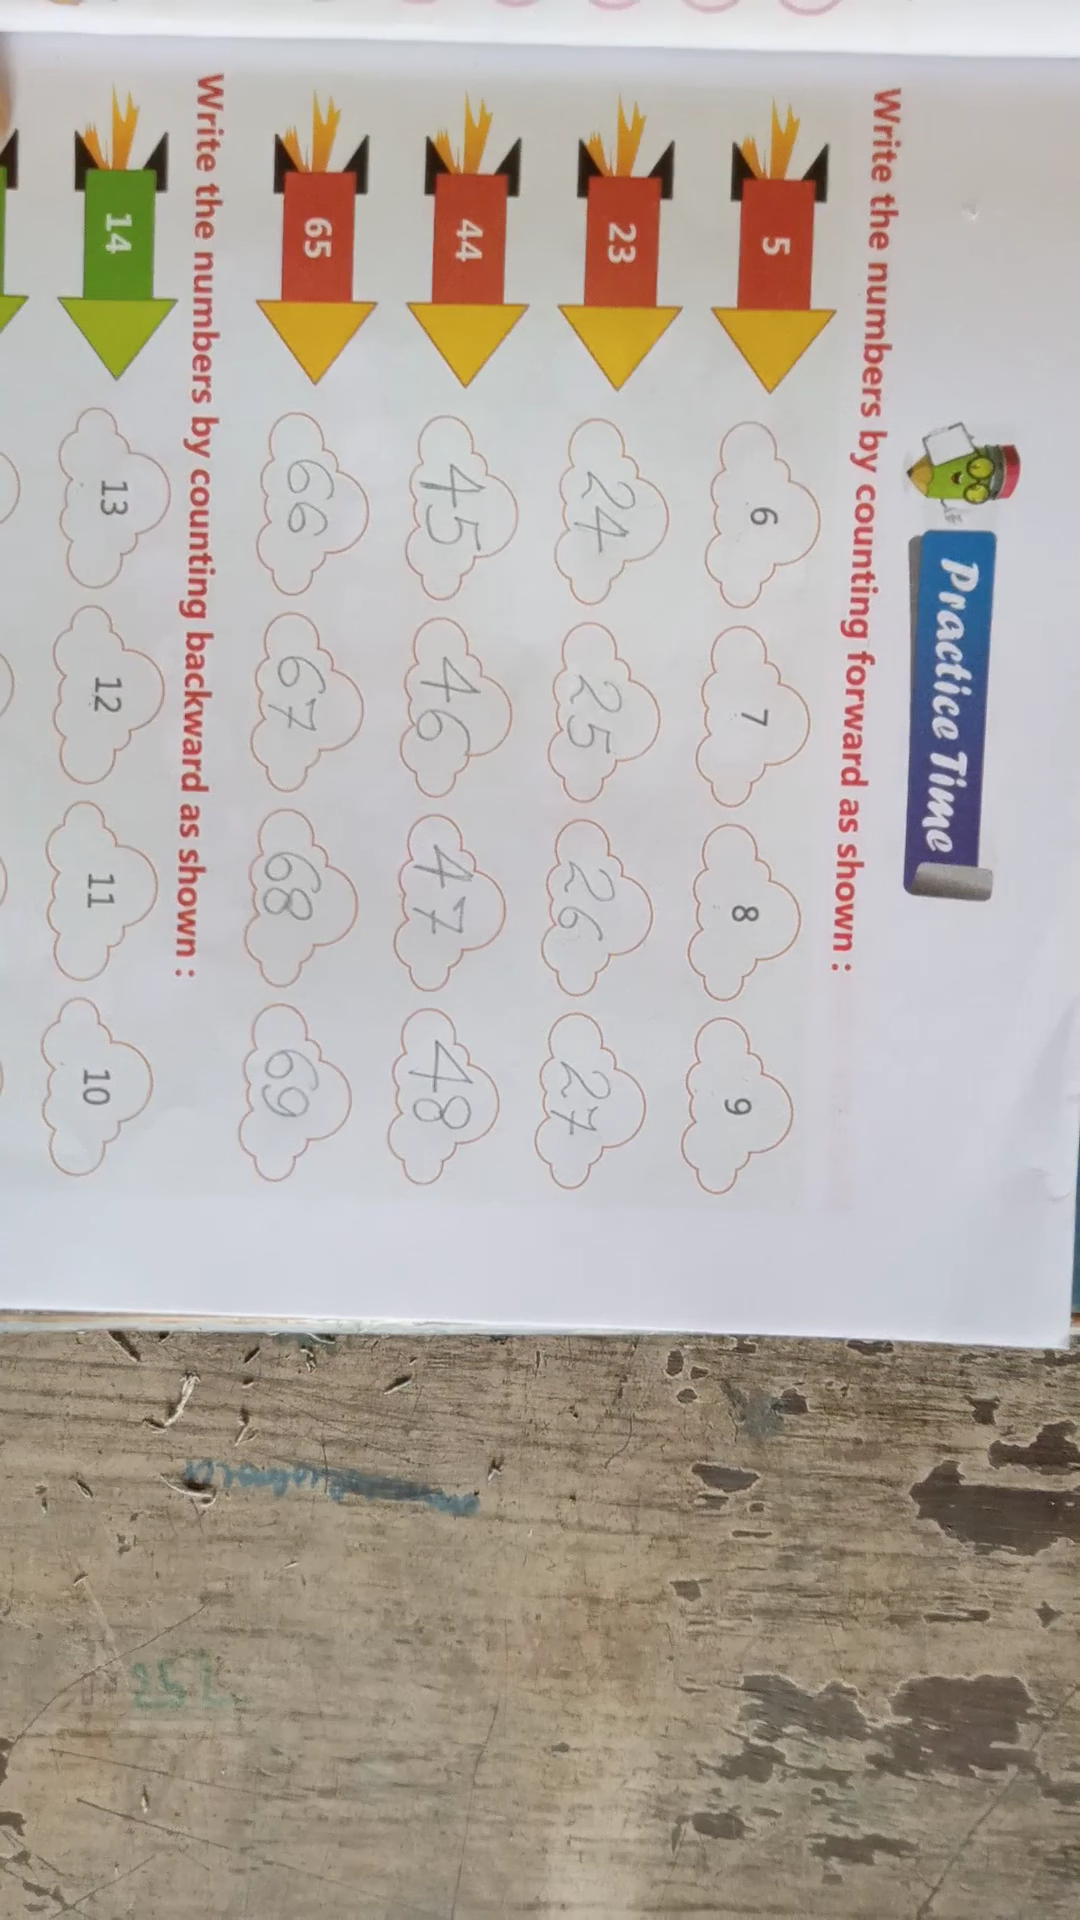 Practice Time
Write the numbers by counting forward as shown :
5 6 7 8 9
23 24 25 26 27
44 45 46 47 48
65 66 67 68 69
Write the numbers by counting backward as shown :
14 13 12 11 10